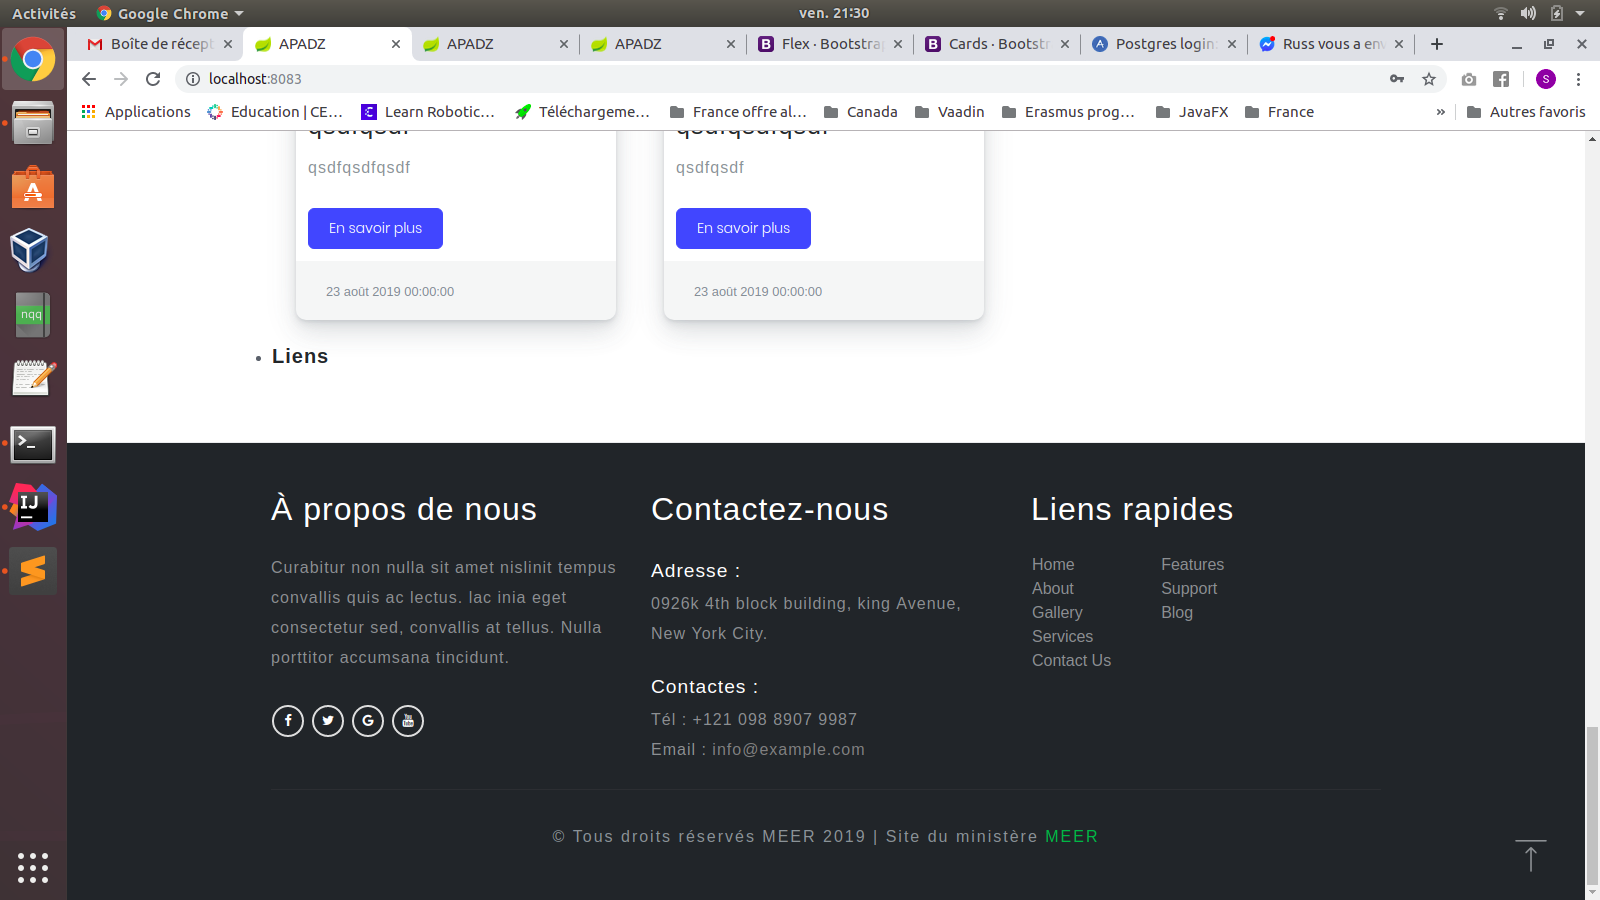 Activités
Google Chrome
ven. 21:30
Boîte de récept
APADZ
APADZ
APADZ
Flex · Bootstra
Cards · Bootst
Postgres login
Russ vous a en
localhost:8083
S
Applications
Education | CE...
Learn Robotic...
Téléchargeme...
France offre al...
Canada
Vaadin
Erasmus prog...
JavaFX
France
»
Autres favoris
qsdfqsdfqsdf
qsdfqsdf
En savoir plus
En savoir plus
23 août 2019 00:00:00
23 août 2019 00:00:00
• Liens
À propos de nous
Curabitur non nulla sit amet nislinit tempus
convallis quis ac lectus. lac inia eget
consectetur sed, convallis at tellus. Nulla
porttitor accumsana tincidunt.
Contactez-nous
Adresse :
0926k 4th block building, king Avenue,
New York City.
Contactes :
Tél : +121 098 8907 9987
Email : info@example.com
Liens rapides
Home
About
Gallery
Services
Contact Us
Features
Support
Blog
© Tous droits réservés MEER 2019 | Site du ministère MEER
nqq
IJ